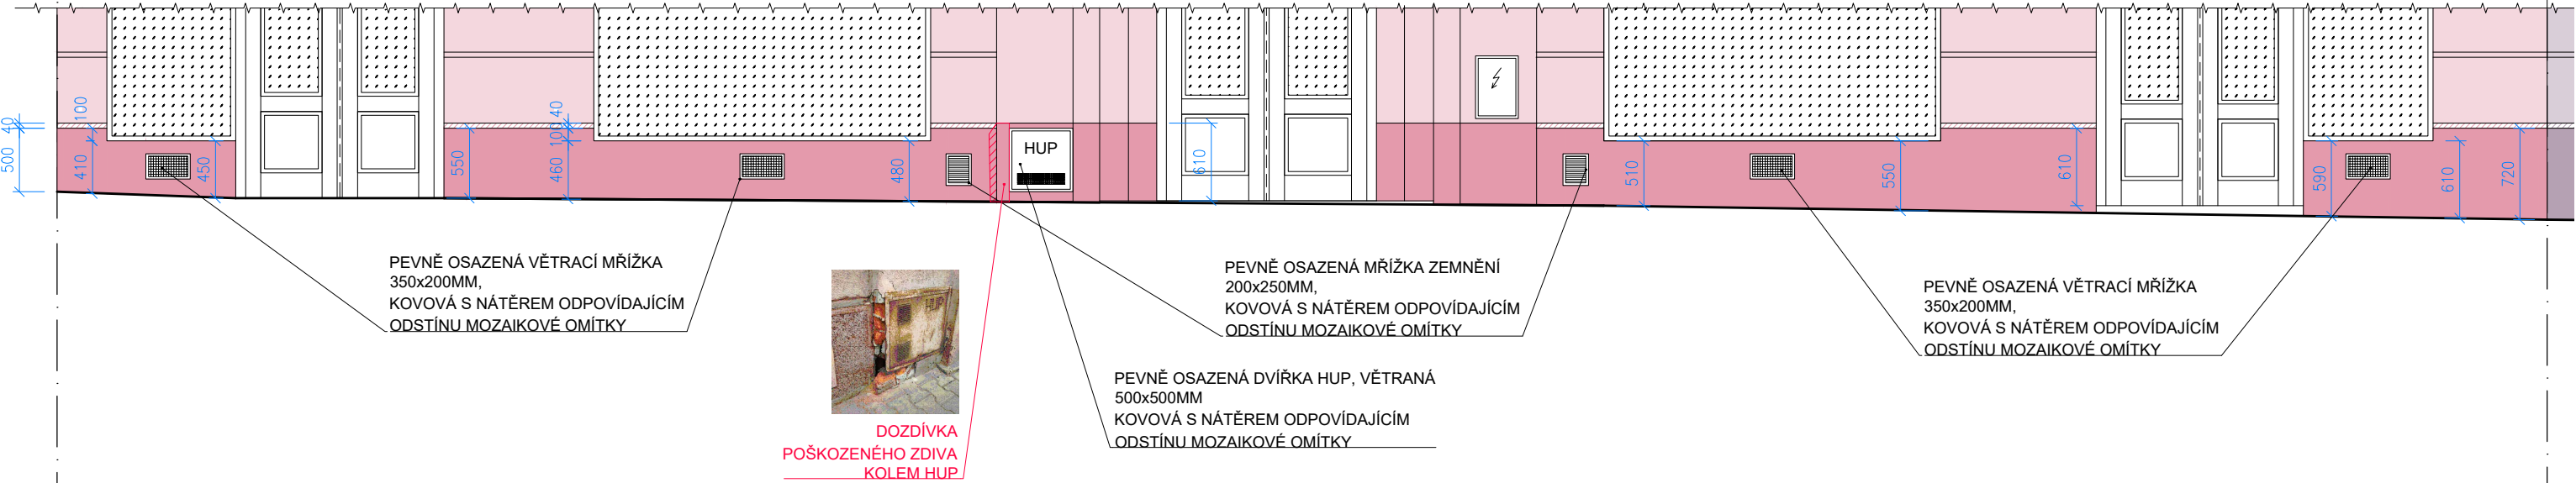 40
500
100
410
450
550
40
100
460
480
HUP
610
510
550
610
590
610
720
PEVNĚ OSAZENÁ VĚTRACÍ MŘÍŽKA
350x200MM,
KOVOVÁ S NÁTĚREM ODPOVÍDAJÍCÍM
ODSTÍNU MOZAIKOVÉ OMÍTKY
HUP
DOZDÍVKA
POŠKOZENÉHO ZDIVA
KOLEM HUP
PEVNĚ OSAZENÁ MŘÍŽKA ZEMNĚNÍ
200x250MM,
KOVOVÁ S NÁTĚREM ODPOVÍDAJÍCÍM
ODSTÍNU MOZAIKOVÉ OMÍTKY
PEVNĚ OSAZENÁ DVÍŘKA HUP, VĚTRANÁ
500x500MM
KOVOVÁ S NÁTĚREM ODPOVÍDAJÍCÍM
ODSTÍNU MOZAIKOVÉ OMÍTKY
PEVNĚ OSAZENÁ VĚTRACÍ MŘÍŽKA
350x200MM,
KOVOVÁ S NÁTĚREM ODPOVÍDAJÍCÍM
ODSTÍNU MOZAIKOVÉ OMÍTKY